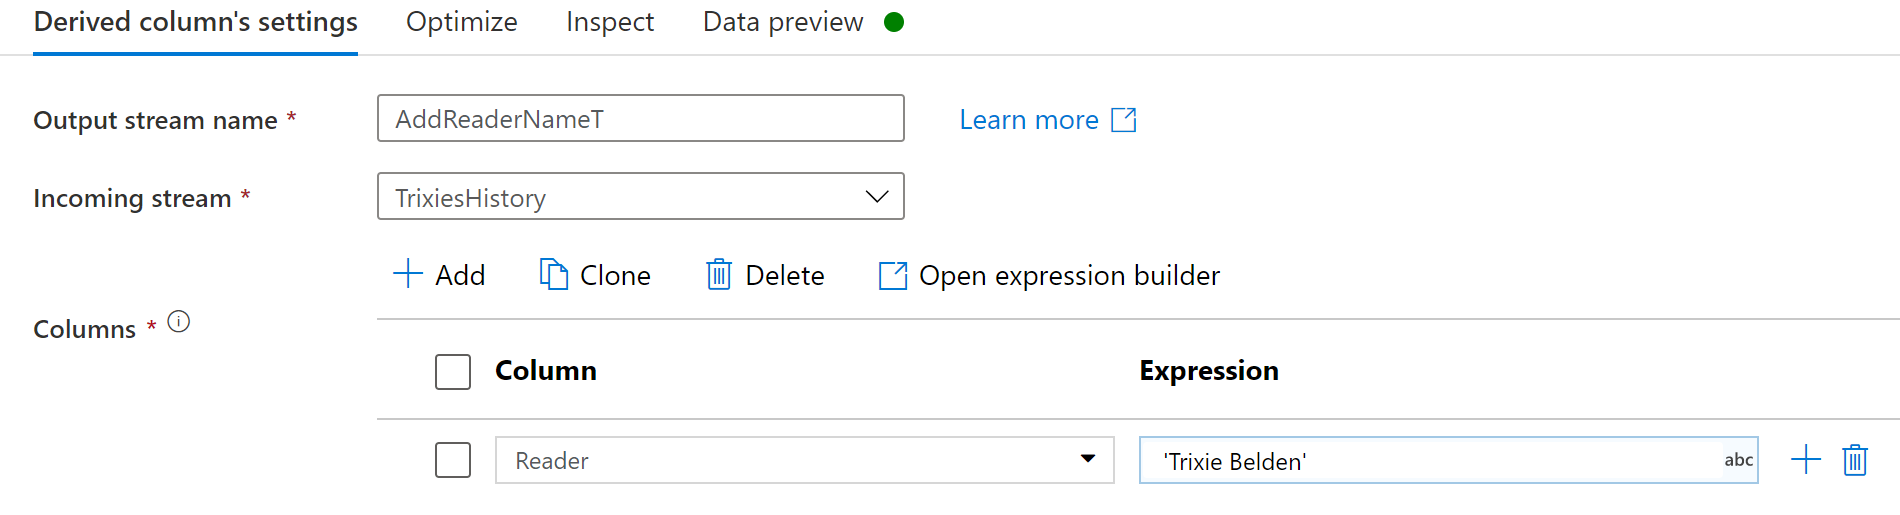 Derived column's settings Optimize Inspect Data preview
Output stream name * AddReaderNameT Learn more
Incoming stream * TrixiesHistory
Add Clone Delete Open expression builder
Columns *
Column Expression
Reader 'Trixie Belden' abc